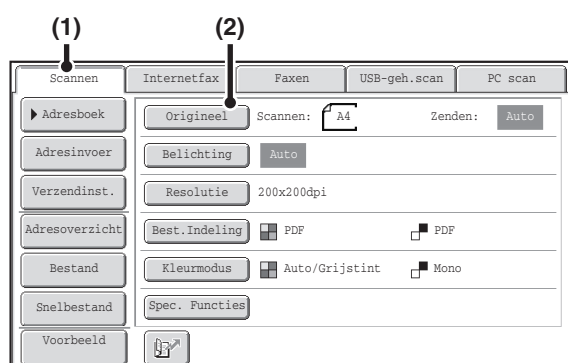 (1) (2)
Scannen Internetfax Faxen USB-geh.scan PC scan
Adresboek Origineel Scannen: A4 Zenden: Auto
Adresinvoer Belichting Auto
Verzendinst. Resolutie 200x200dpi
Adresoverzicht Best.Indeling PDF PDF
Bestand Kleurmodus Auto/Grijstint Mono
Snelbestand Spec. Functies
Voorbeeld